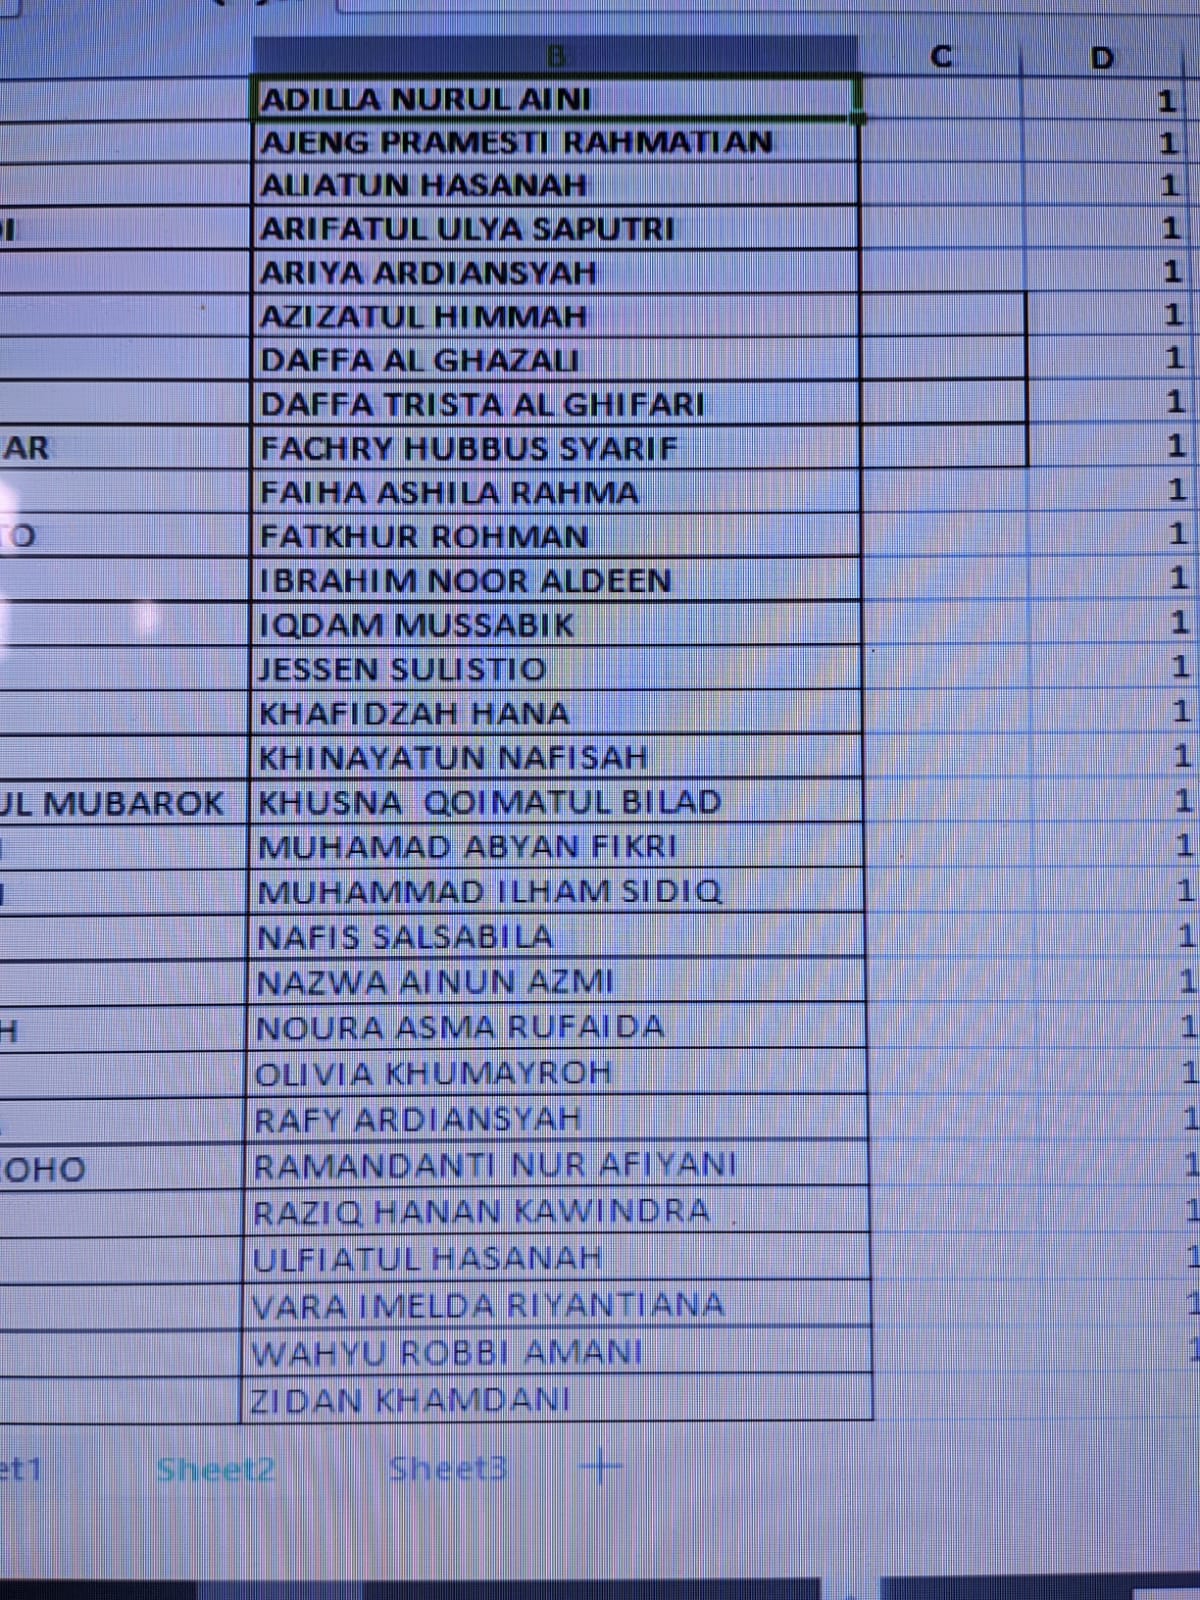 B C D
ADILLA NURUL AINI 1
AJENG PRAMESTI RAHMATIAN 1
ALIATUN HASANAH 1
ARIFATUL ULYA SAPUTRI 1
ARIYA ARDIANSYAH 1
AZIZATUL HIMMAH 1
DAFFA AL GHAZALI 1
DAFFA TRISTA AL GHIFARI 1
AR FACHRY HUBBUS SYARIF 1
FAIHA ASHILA RAHMA 1
TO FATKHUR ROHMAN 1
IBRAHIM NOOR ALDEEN 1
IQDAM MUSSABIK 1
JESSEN SULISTIO 1
KHAFIDZAH HANA 1
KHINAYATUN NAFISAH 1
UL MUBAROK KHUSNA QOIMATUL BILAD 1
MUHAMAD ABYAN FIKRI 1
MUHAMMAD ILHAM SIDIQ 1
NAFIS SALSABILA 1
NAZWA AINUN AZMI 1
H NOURA ASMA RUFAIDA 1
OLIVIA KHUMAYROH 1
RAFY ARDIANSYAH 1
OHO RAMANDANTI NUR AFIYANI 1
RAZIQ HANAN KAWINDRA 1
ULFIATUL HASANAH 1
VARA IMELDA RIYANTIANA 1
WAHYU ROBBI AMANI 1
ZIDAN KHAMDANI
et1 Sheet2 Sheet3 +